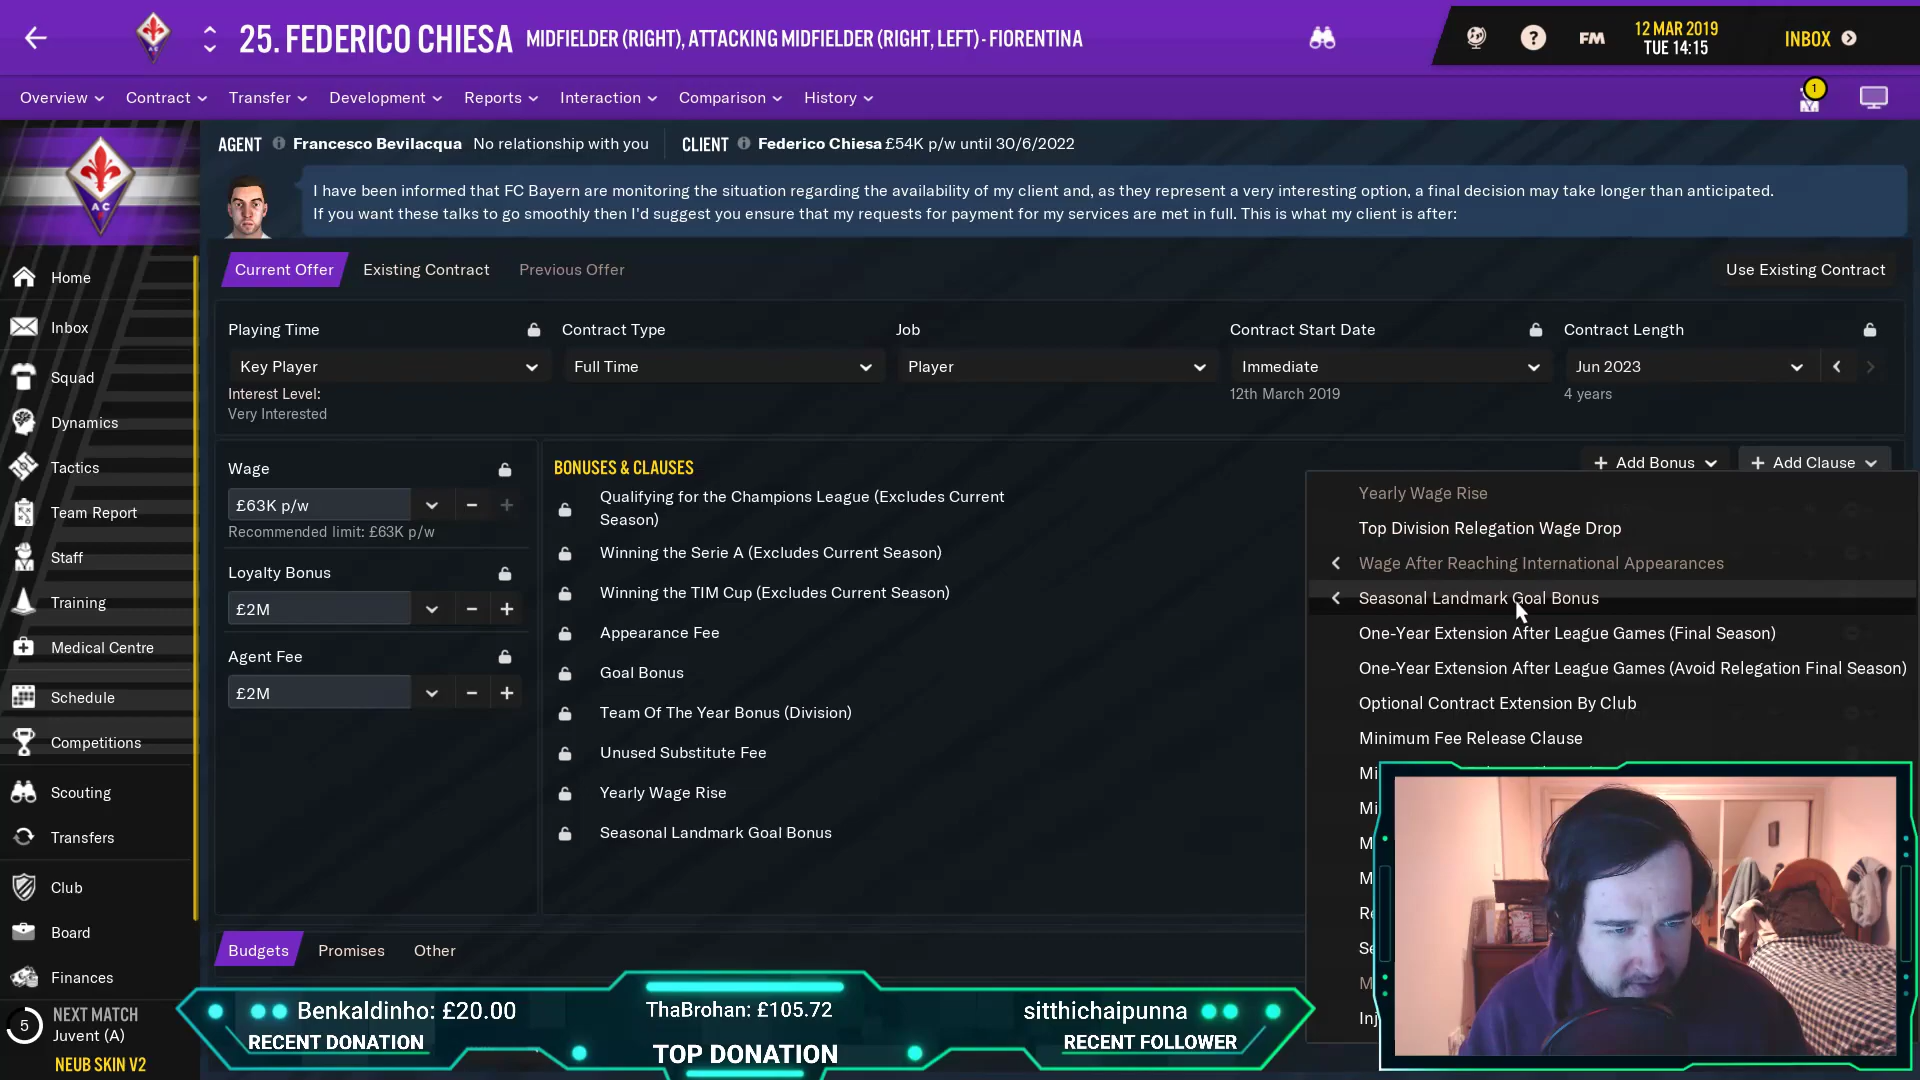 25. FEDERICO CHIESA MIDFIELDER (RIGHT), ATTACKING MIDFIELDER (RIGHT, LEFT) - FIORENTINA
FM
12 MAR 2019
TUE 14:15
INBOX
Overview
Contract
Transfer
Development
Reports
Interaction
Comparison
History
1
AGENT Francesco Bevilacqua No relationship with you
CLIENT Federico Chiesa £54K p/w until 30/6/2022
I have been informed that FC Bayern are monitoring the situation regarding the availability of my client and, as they represent a very interesting option, a final decision may take longer than anticipated.
If you want these talks to go smoothly then I'd suggest you ensure that my requests for payment for my services are met in full. This is what my client is after:
Current Offer
Existing Contract
Previous Offer
Use Existing Contract
Playing Time
Key Player
Interest Level:
Very Interested
Contract Type
Full Time
Job
Player
Contract Start Date
Immediate
12th March 2019
Contract Length
Jun 2023
4 years
Wage
£63K p/w
Recommended limit: £63K p/w
Loyalty Bonus
£2M
Agent Fee
£2M
BONUSES & CLAUSES
+ Add Bonus
+ Add Clause
Qualifying for the Champions League (Excludes Current
Season)
Winning the Serie A (Excludes Current Season)
Winning the TIM Cup (Excludes Current Season)
Appearance Fee
Goal Bonus
Team Of The Year Bonus (Division)
Unused Substitute Fee
Yearly Wage Rise
Seasonal Landmark Goal Bonus
Yearly Wage Rise
Top Division Relegation Wage Drop
Wage After Reaching International Appearances
Seasonal Landmark Goal Bonus
One-Year Extension After League Games (Final Season)
One-Year Extension After League Games (Avoid Relegation Final Season)
Optional Contract Extension By Club
Minimum Fee Release Clause
Budgets
Promises
Other
AC
Home
Inbox
Squad
Dynamics
Tactics
Team Report
Staff
Training
Medical Centre
Schedule
Competitions
Scouting
Transfers
Club
Board
Finances
5
NEXT MATCH
Juvent (A)
NEUB SKIN V2
Benkaldinho: £20.00
RECENT DONATION
ThaBrohan: £105.72
TOP DONATION
sitthichaipunna
RECENT FOLLOWER